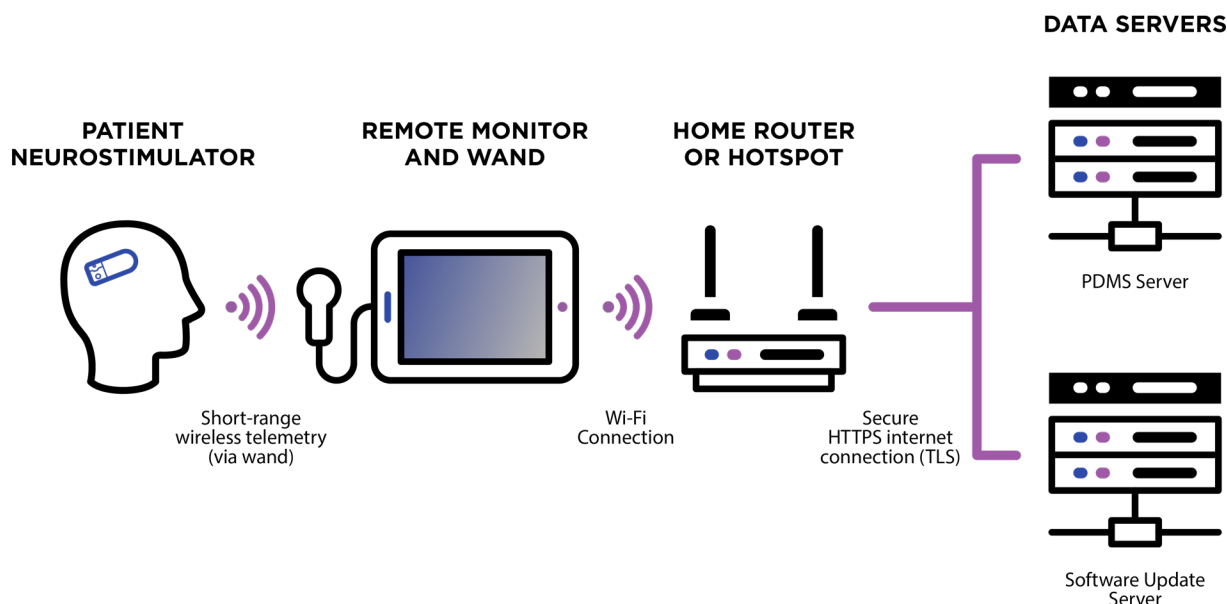 DATA SERVERS
PATIENT
NEUROSTIMULATOR
REMOTE MONITOR
AND WAND
HOME ROUTER
OR HOTSPOT
PDMS Server
Short-range
wireless telemetry
(via wand)
Wi-Fi
Connection
Secure
HTTPS internet
connection (TLS)
Software Update
Server